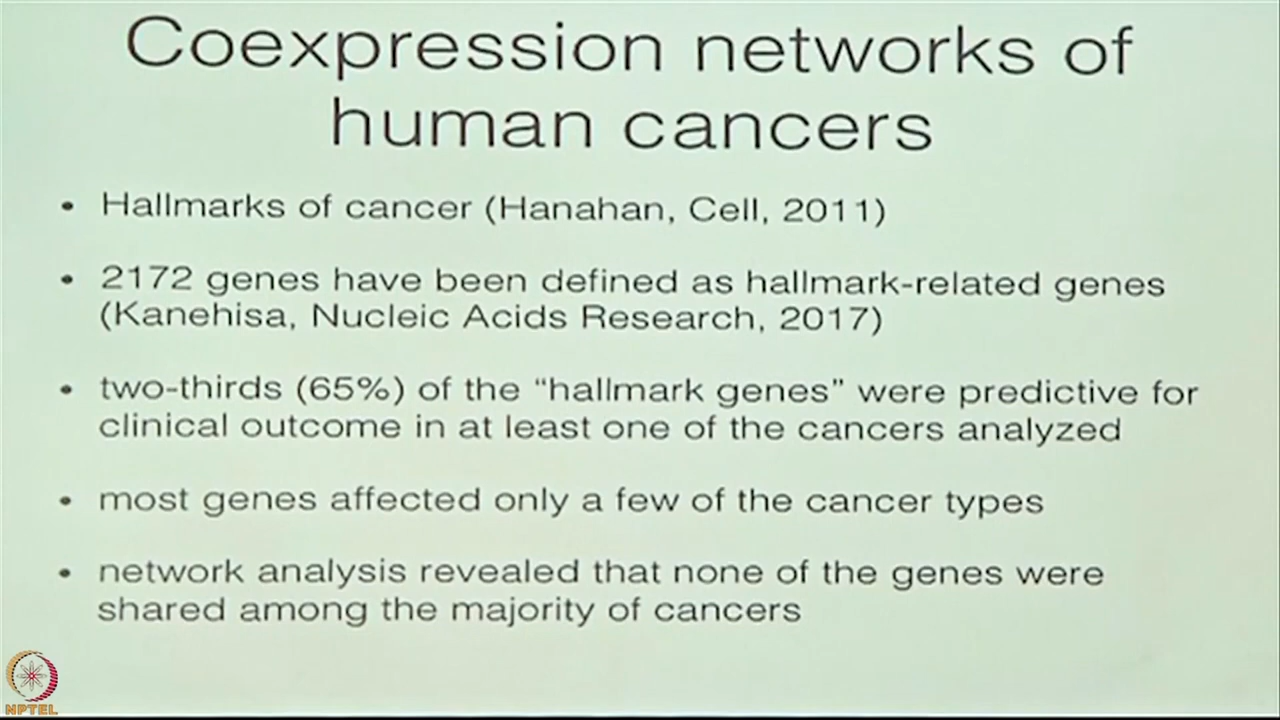 Coexpression networks of
human cancers
• Hallmarks of cancer (Hanahan, Cell, 2011)
• 2172 genes have been defined as hallmark-related genes
(Kanehisa, Nucleic Acids Research, 2017)
• two-thirds (65%) of the “hallmark genes” were predictive for
clinical outcome in at least one of the cancers analyzed
• most genes affected only a few of the cancer types
• network analysis revealed that none of the genes were
shared among the majority of cancers
NPTEL